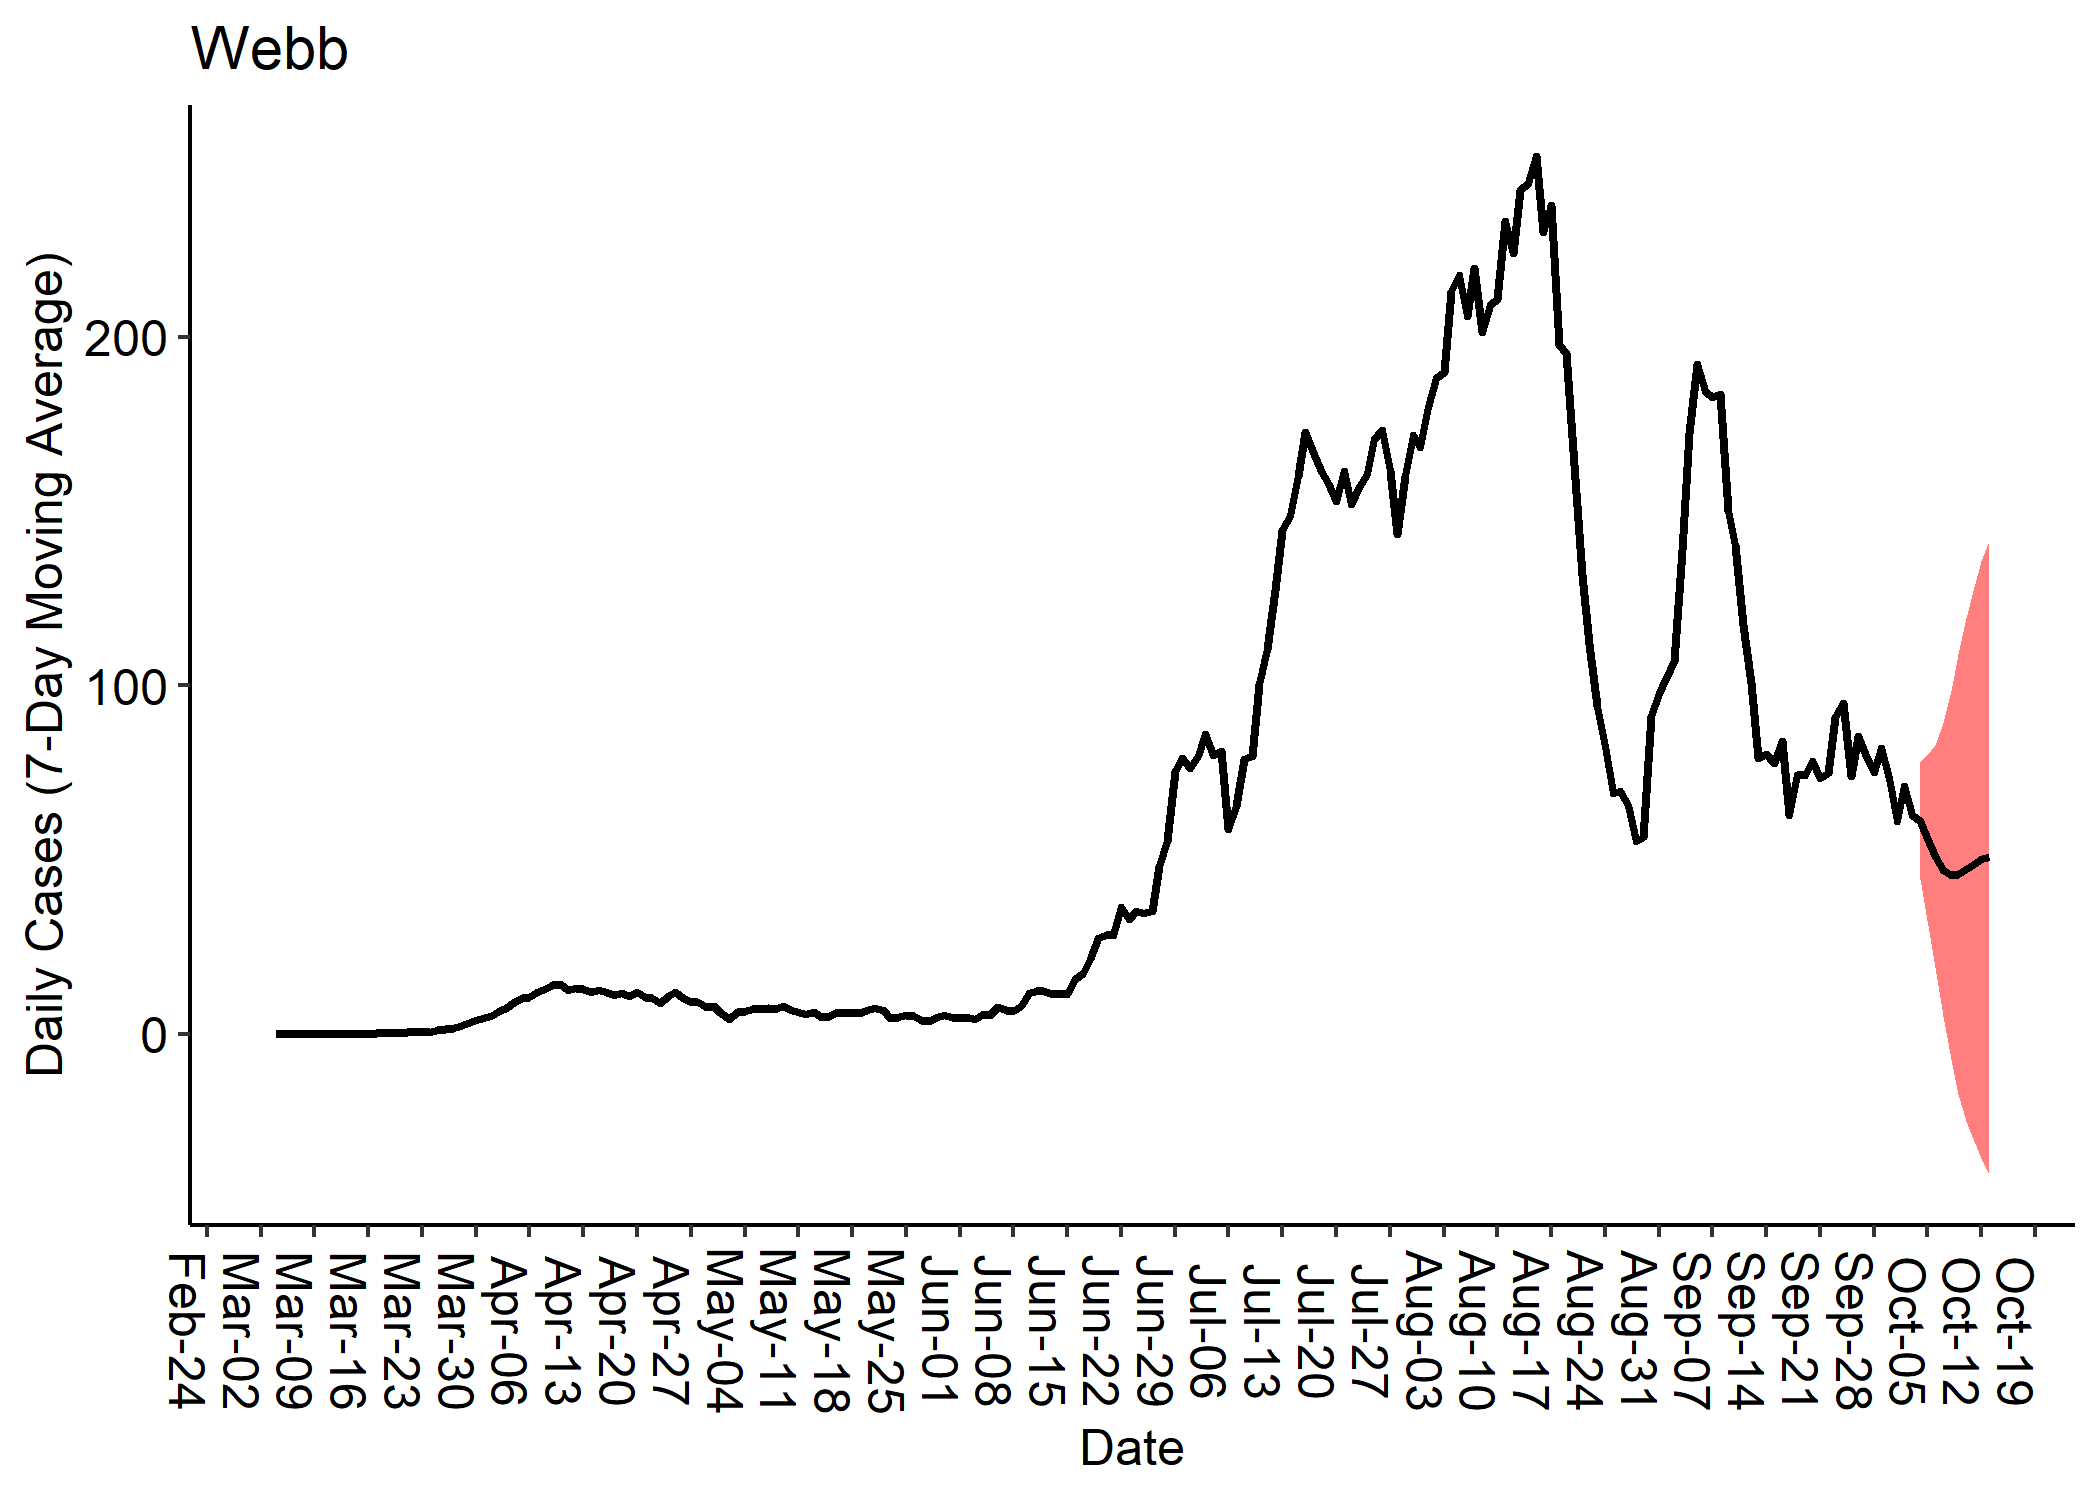 Webb
Daily Cases (7-Day Moving Average)
200
100
0
Feb-24
Mar-02
Mar-09
Mar-16
Mar-23
Mar-30
Apr-06
Apr-13
Apr-20
Apr-27
May-04
May-11
May-18
May-25
Jun-01
Jun-08
Jun-15
Jun-22
Jun-29
Jul-06
Jul-13
Jul-20
Jul-27
Aug-03
Aug-10
Aug-17
Aug-24
Aug-31
Sep-07
Sep-14
Sep-21
Sep-28
Oct-05
Oct-12
Oct-19
Date